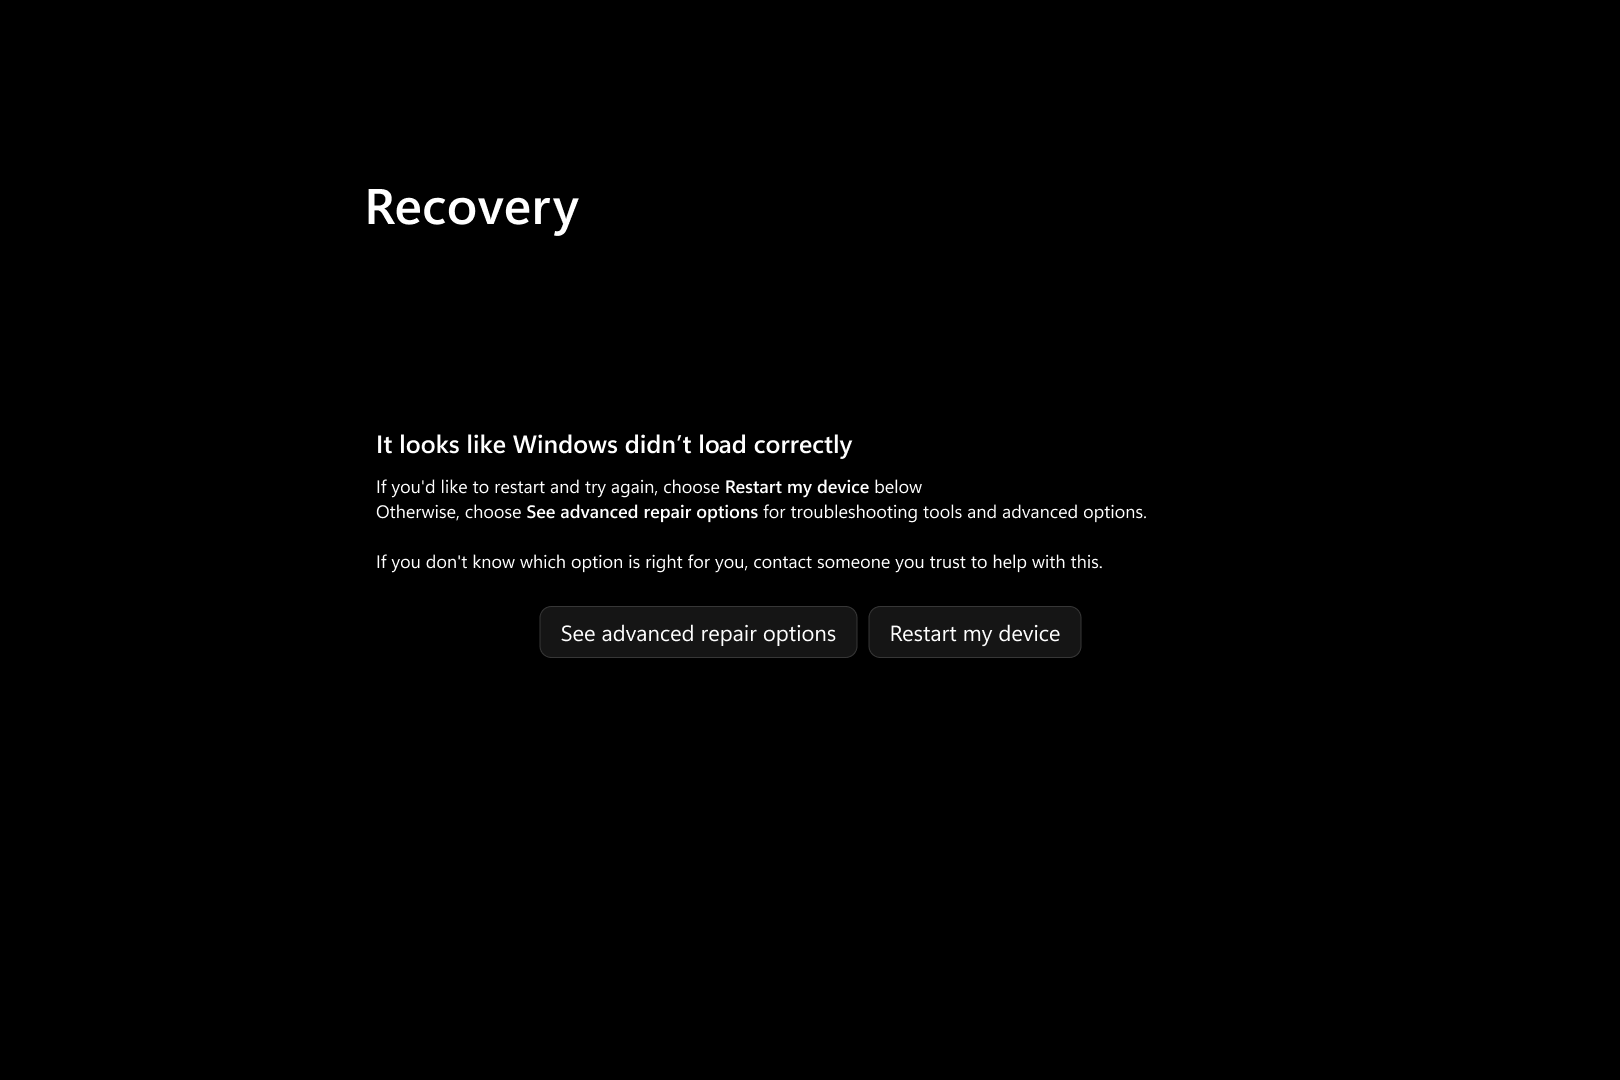 Recovery
It looks like Windows didn’t load correctly
If you'd like to restart and try again, choose Restart my device below
Otherwise, choose See advanced repair options for troubleshooting tools and advanced options.
If you don't know which option is right for you, contact someone you trust to help with this.
See advanced repair options
Restart my device